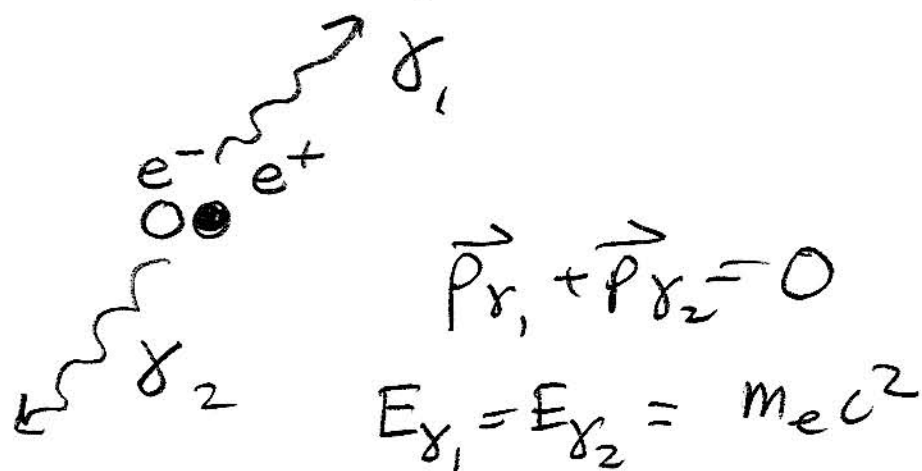 γ₁
e⁻ e⁺
p⃗γ₁ + p⃗γ₂ = 0
γ₂
Eγ₁ = Eγ₂ = mₑc²